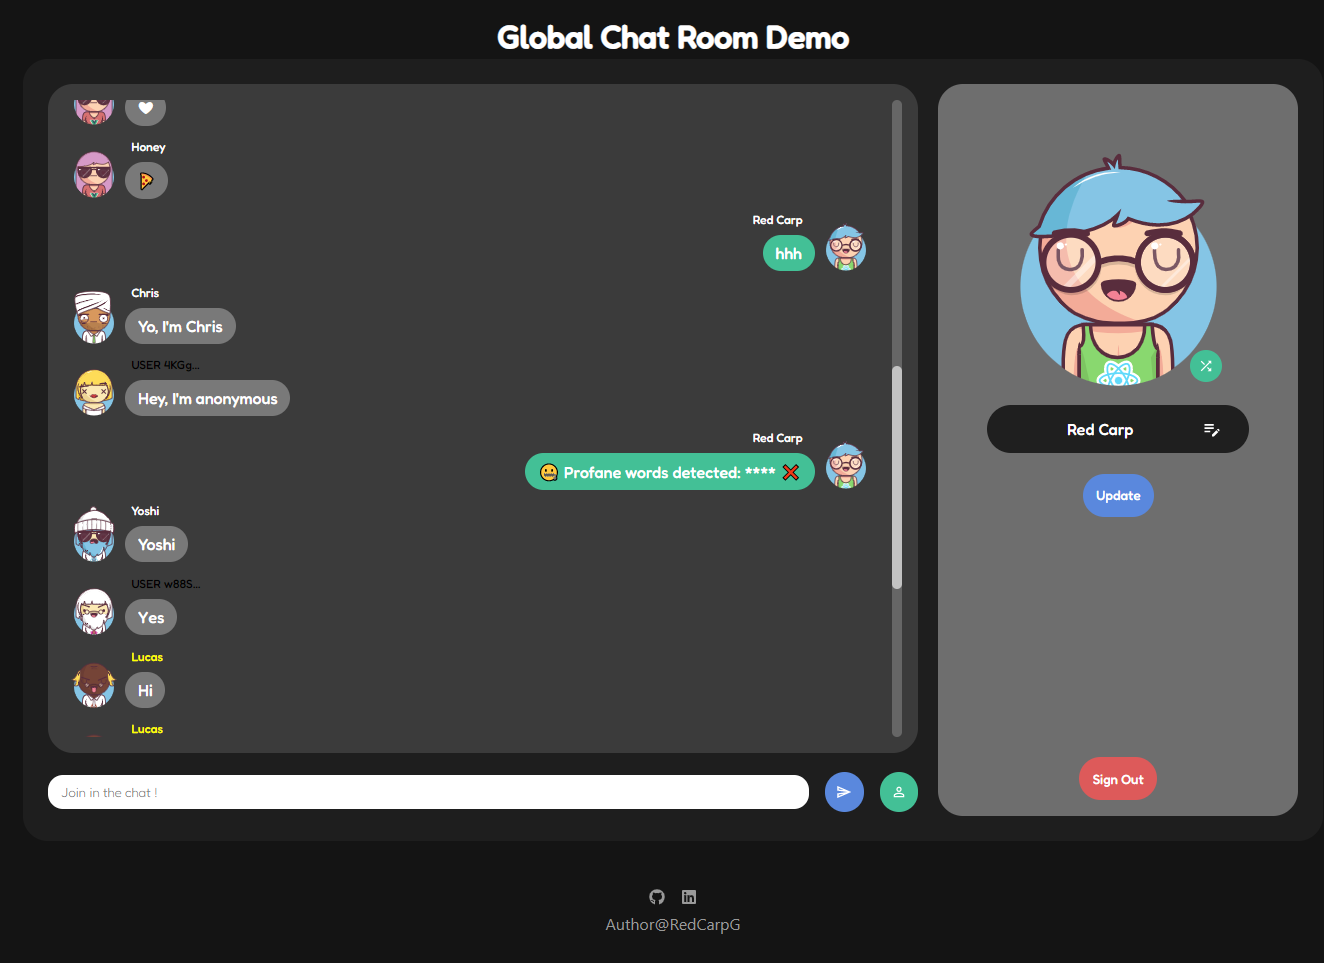 Global Chat Room Demo
Honey
Red Carp
hhh
Chris
Yo, I'm Chris
USER 4KGg...
Hey, I'm anonymous
Red Carp
Profane words detected: ****
Yoshi
Yoshi
USER w88S...
Yes
Lucas
Hi
Lucas
Join in the chat !
Red Carp
Update
Sign Out
Author@RedCarpG